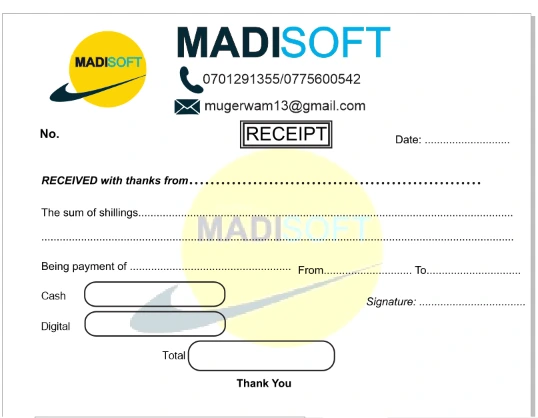 MADISOFT
MADISOFT
0701291355/0775600542
mugerwam13@gmail.com
No.
RECEIPT
Date: ............................
RECEIVED with thanks from.......................................................
The sum of shillings...............................................................................................................................
MADISOFT
................................................................................................................................................................
Being payment of ....................................................... From.............................. To................................
Cash
Signature: ....................................
Digital
Total
Thank You